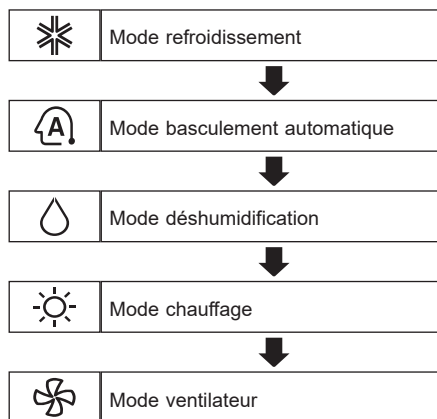 Mode refroidissement
A
Mode basculement automatique
Mode déshumidification
Mode chauffage
Mode ventilateur